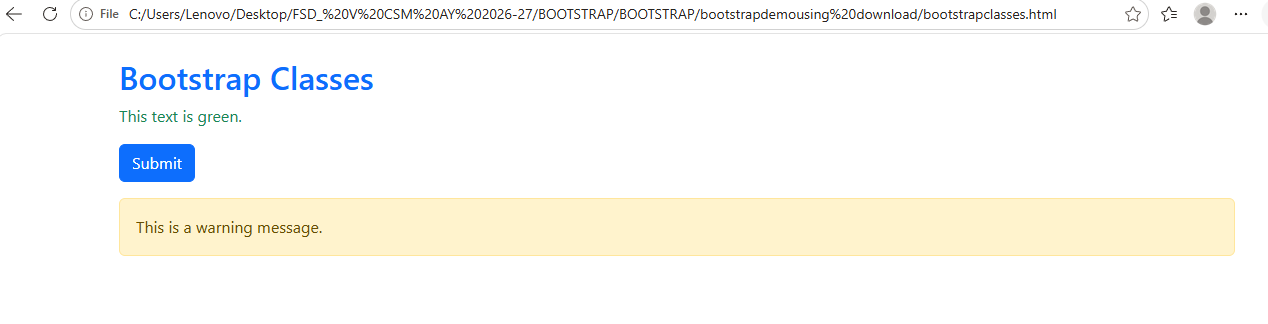 File C:/Users/Lenovo/Desktop/FSD_%20V%20CSM%20AY%202026-27/BOOTSTRAP/BOOTSTRAP/bootstrapdemousing%20download/bootstrapclasses.html
Bootstrap Classes
This text is green.
Submit
This is a warning message.